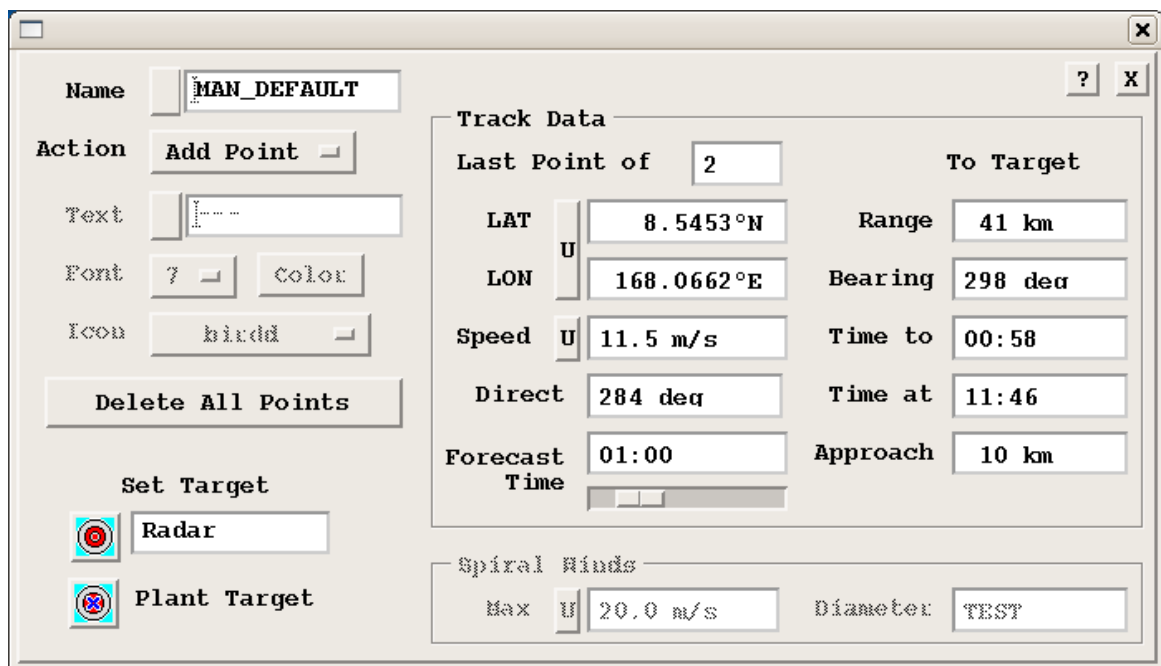 ? X
Name MAN_DEFAULT
Action Add Point
Text ---
Font 7 Color
Icon birdd
Delete All Points
Set Target
Radar
Plant Target
Track Data
Last Point of 2 To Target
LAT 8.5453°N Range 41 km
U
LON 168.0662°E Bearing 298 deg
Speed U 11.5 m/s Time to 00:58
Direct 284 deg Time at 11:46
Forecast Time 01:00 Approach 10 km
Spiral Winds
Max U 20.0 m/s Diameter TEST